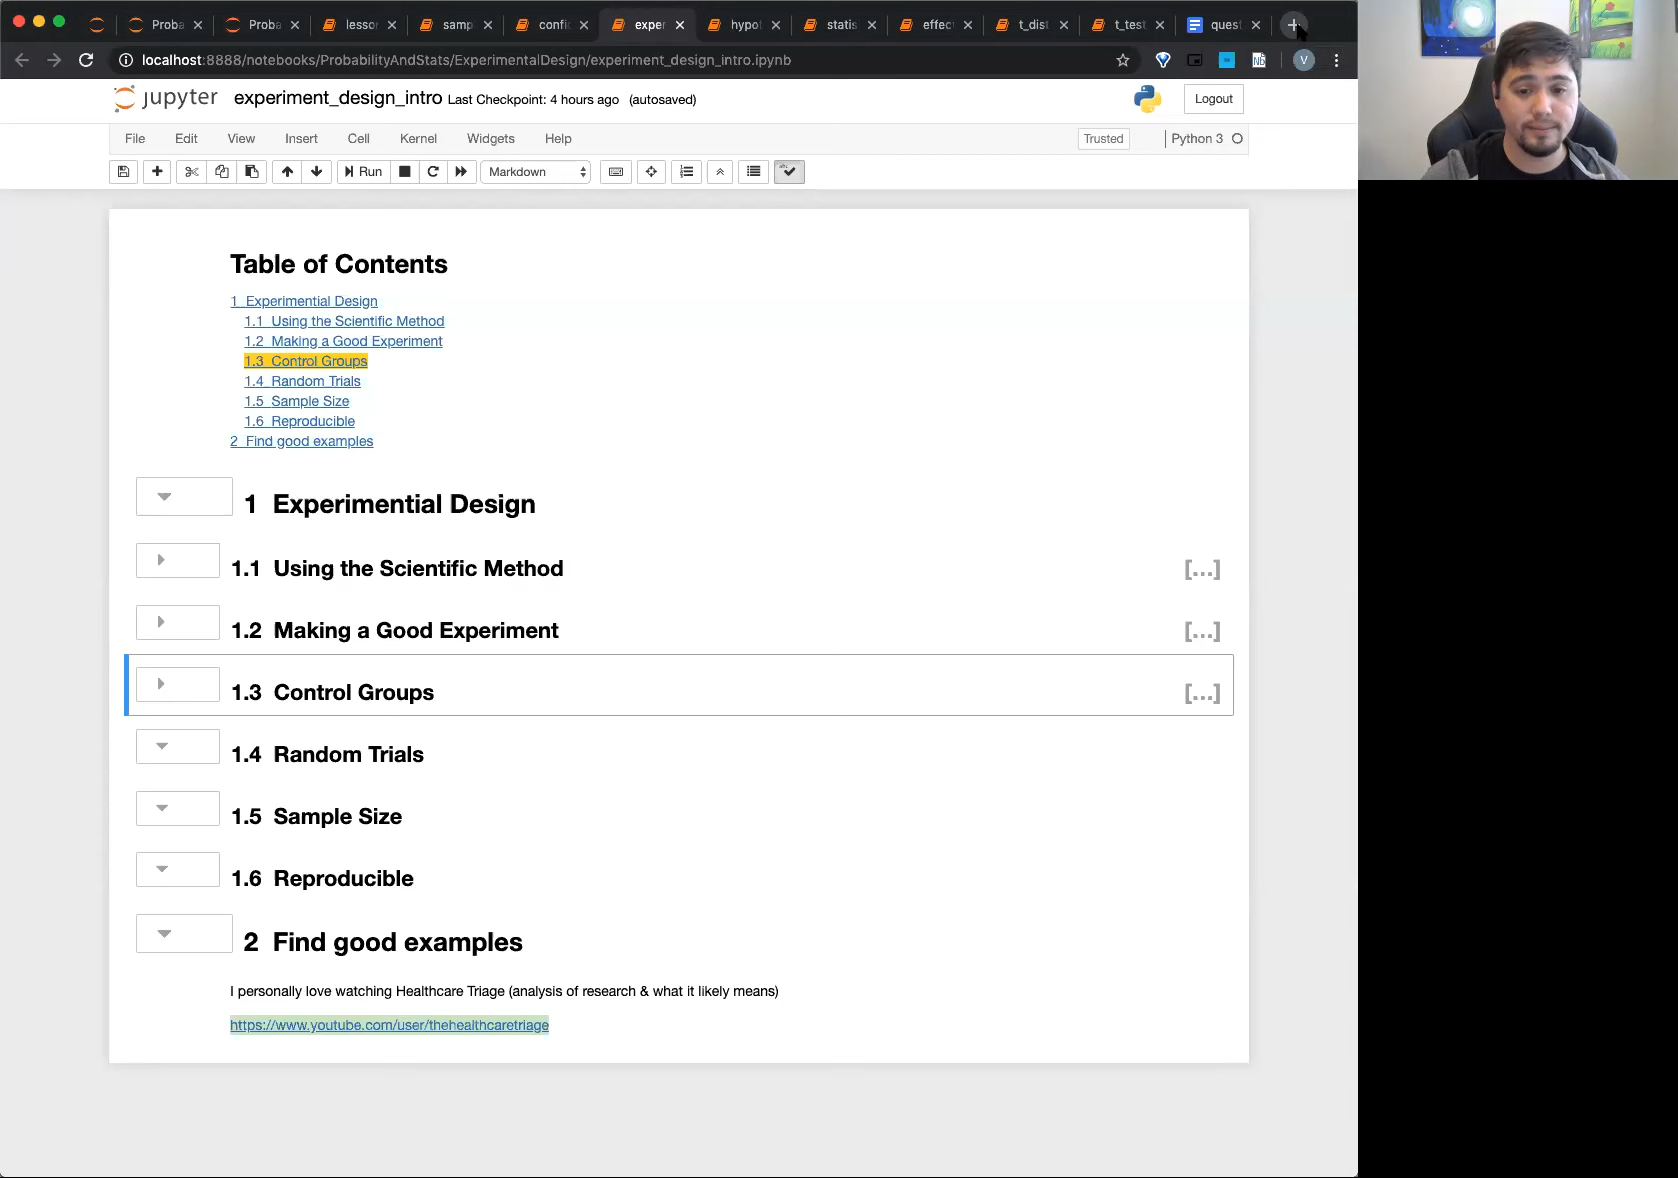 Proba
Proba
lesson
samp
confid
exper
hypot
statis
effect
t_dist
t_test
quest
localhost:8888/notebooks/ProbabilityAndStats/ExperimentalDesign/experiment_design_intro.ipynb
V
jupyter experiment_design_intro Last Checkpoint: 4 hours ago (autosaved)
Logout
File Edit View Insert Cell Kernel Widgets Help
Trusted
Python 3
Run
Markdown
Table of Contents
1 Experimential Design
1.1 Using the Scientific Method
1.2 Making a Good Experiment
1.3 Control Groups
1.4 Random Trials
1.5 Sample Size
1.6 Reproducible
2 Find good examples
1 Experimential Design
1.1 Using the Scientific Method [...]
1.2 Making a Good Experiment [...]
1.3 Control Groups [...]
1.4 Random Trials
1.5 Sample Size
1.6 Reproducible
2 Find good examples
I personally love watching Healthcare Triage (analysis of research & what it likely means)
https://www.youtube.com/user/thehealthcaretriage